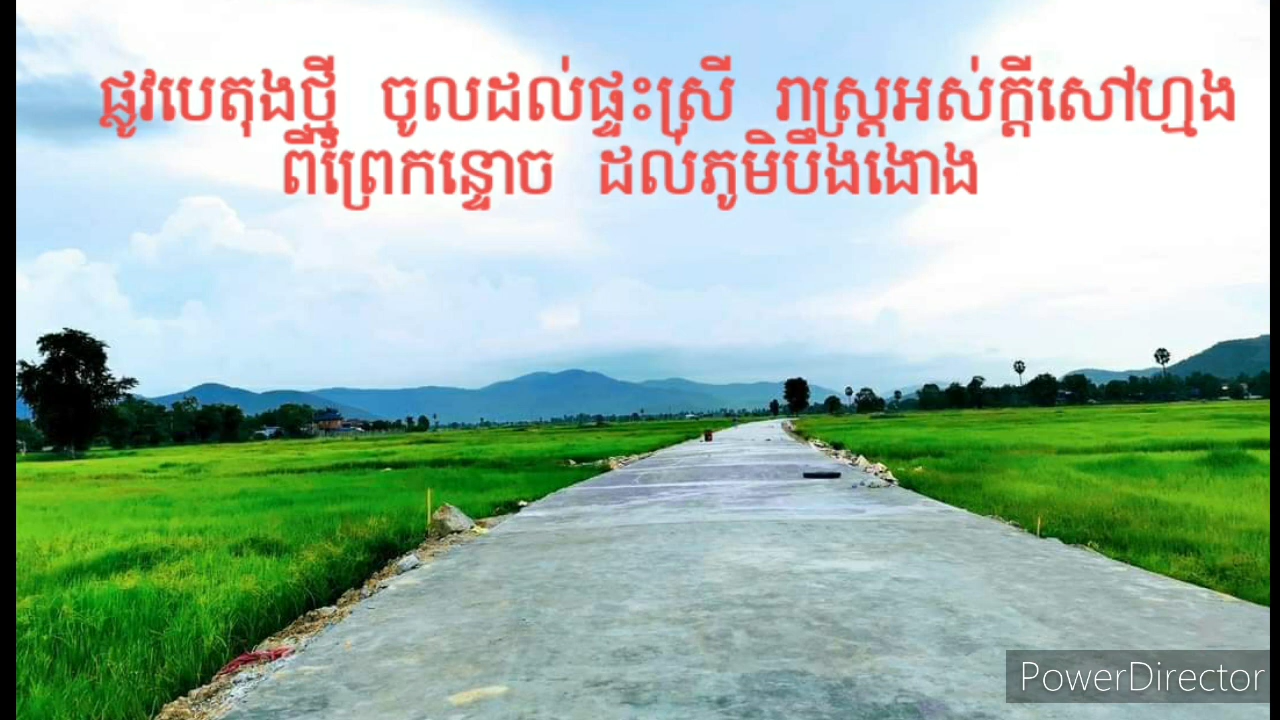 ផ្លូវបេតុងថ្មី ចូលដល់ផ្ទះស្រី រាស្ត្រអស់ក្ដីសៅហ្មង
ពីព្រៃកន្ទោច ដល់ភូមិបឹងងោង
PowerDirector